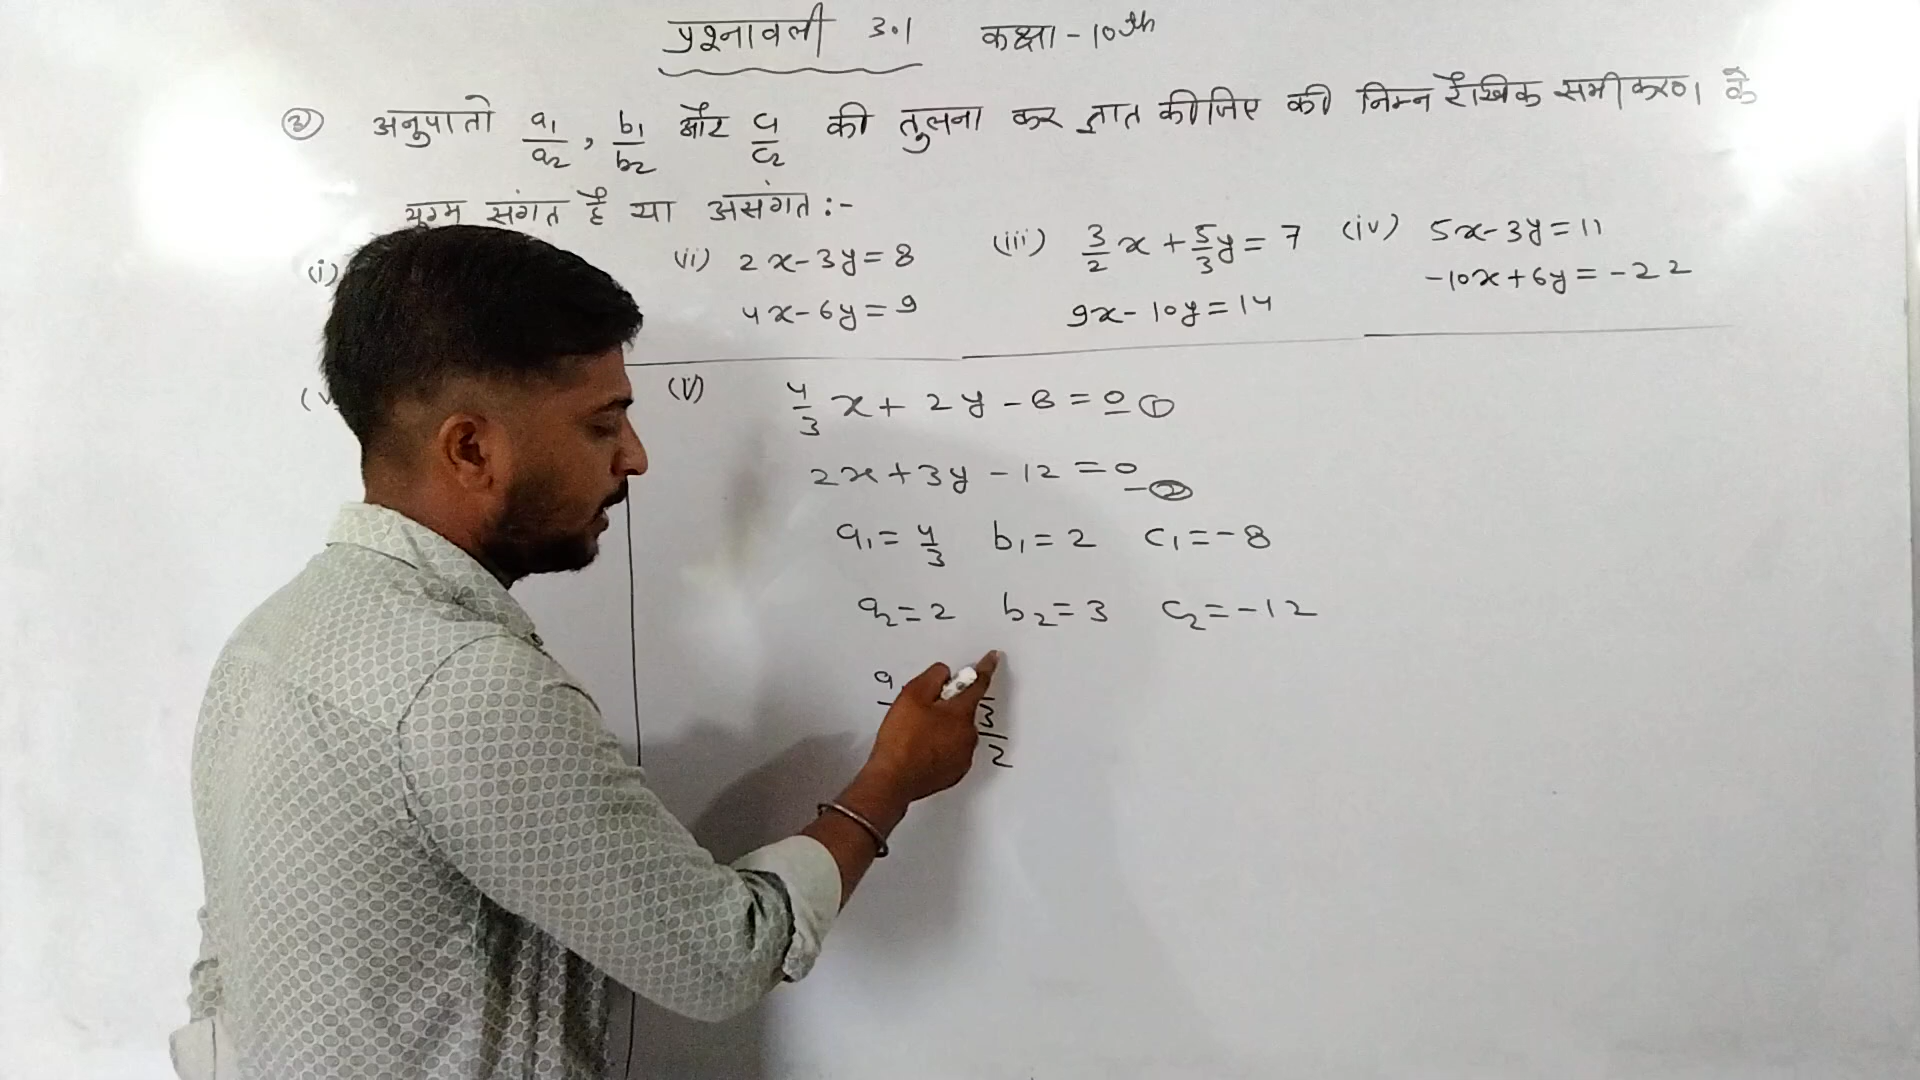 प्रश्नावली 3.1 कक्षा - 10th
③ अनुपातो a₁/a₂, b₁/b₂ और c₁/c₂ की तुलना कर ज्ञात कीजिए की निम्न रैखिक समीकरण के
युग्म संगत है या असंगत :-
(i) (ii) 2x-3y=8 (iii) 3/2 x + 5/3 y = 7 (iv) 5x-3y=11
4x-6y=9 9x-10y=14 -10x+6y=-22
(v) 4/3 x + 2y - 8 = 0 - ①
2x+3y-12=0 - ②
a₁=4/3 b₁=2 c₁=-8
a₂=2 b₂=3 c₂=-12
3/2